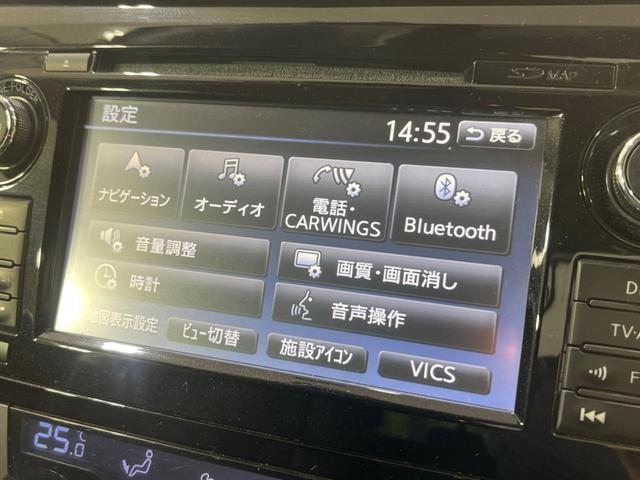 MAP
設定
14:55 戻る
ナビゲーション
オーディオ
電話・
CARWINGS
Bluetooth
音量調整
画質・画面消し
時計
音声操作
地図表示設定
ビュー切替
施設アイコン
VICS
25.0℃